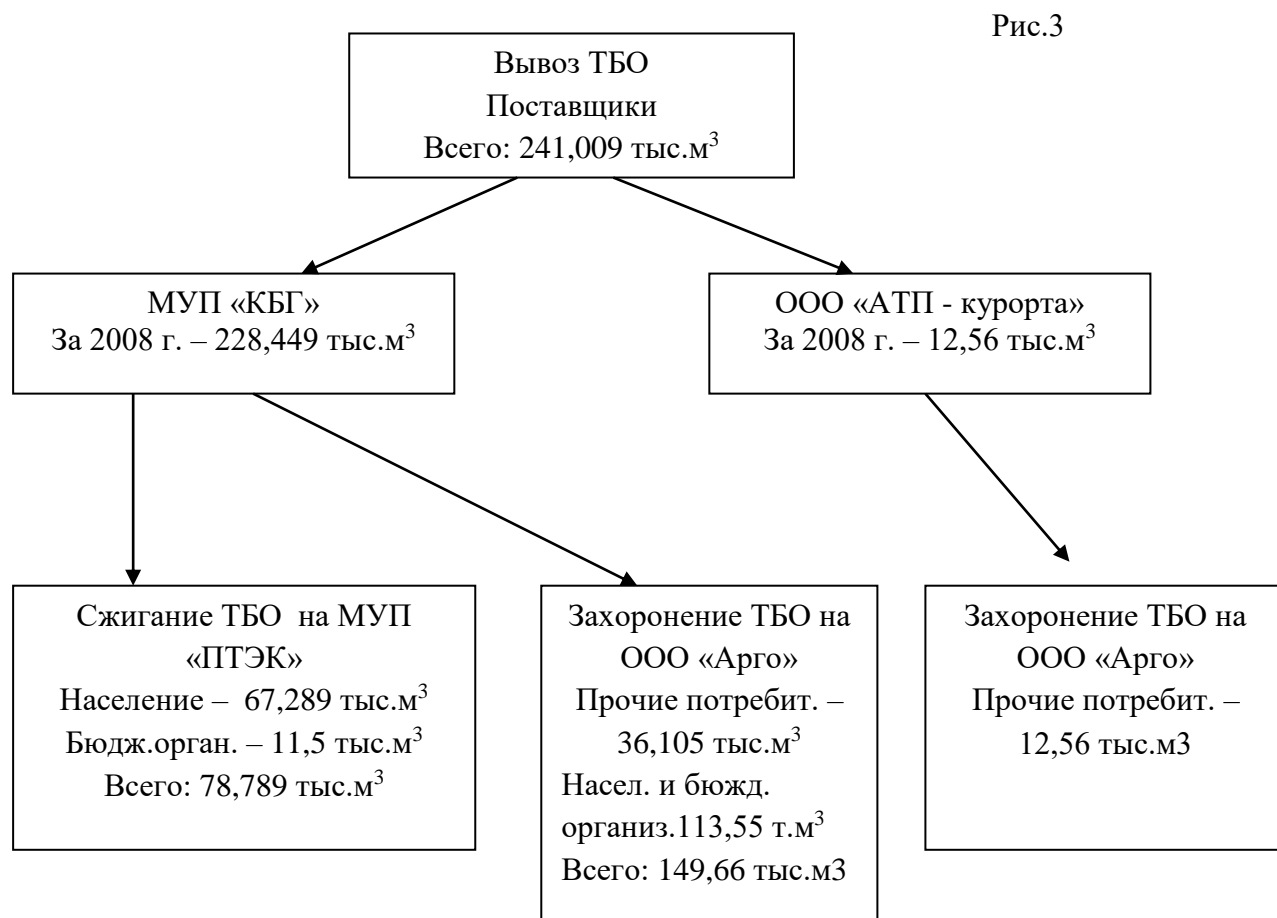 Рис.3
Вывоз ТБО
Поставщики
Всего: 241,009 тыс.м³
МУП «КБГ»
За 2008 г. – 228,449 тыс.м³
ООО «АТП - курорта»
За 2008 г. – 12,56 тыс.м³
Сжигание ТБО на МУП
«ПТЭК»
Население – 67,289 тыс.м³
Бюдж.орган. – 11,5 тыс.м³
Всего: 78,789 тыс.м³
Захоронение ТБО на
ООО «Арго»
Прочие потребит. –
36,105 тыс.м³
Насел. и бюжд.
организ.113,55 т.м³
Всего: 149,66 тыс.м3
Захоронение ТБО на
ООО «Арго»
Прочие потребит. –
12,56 тыс.м3